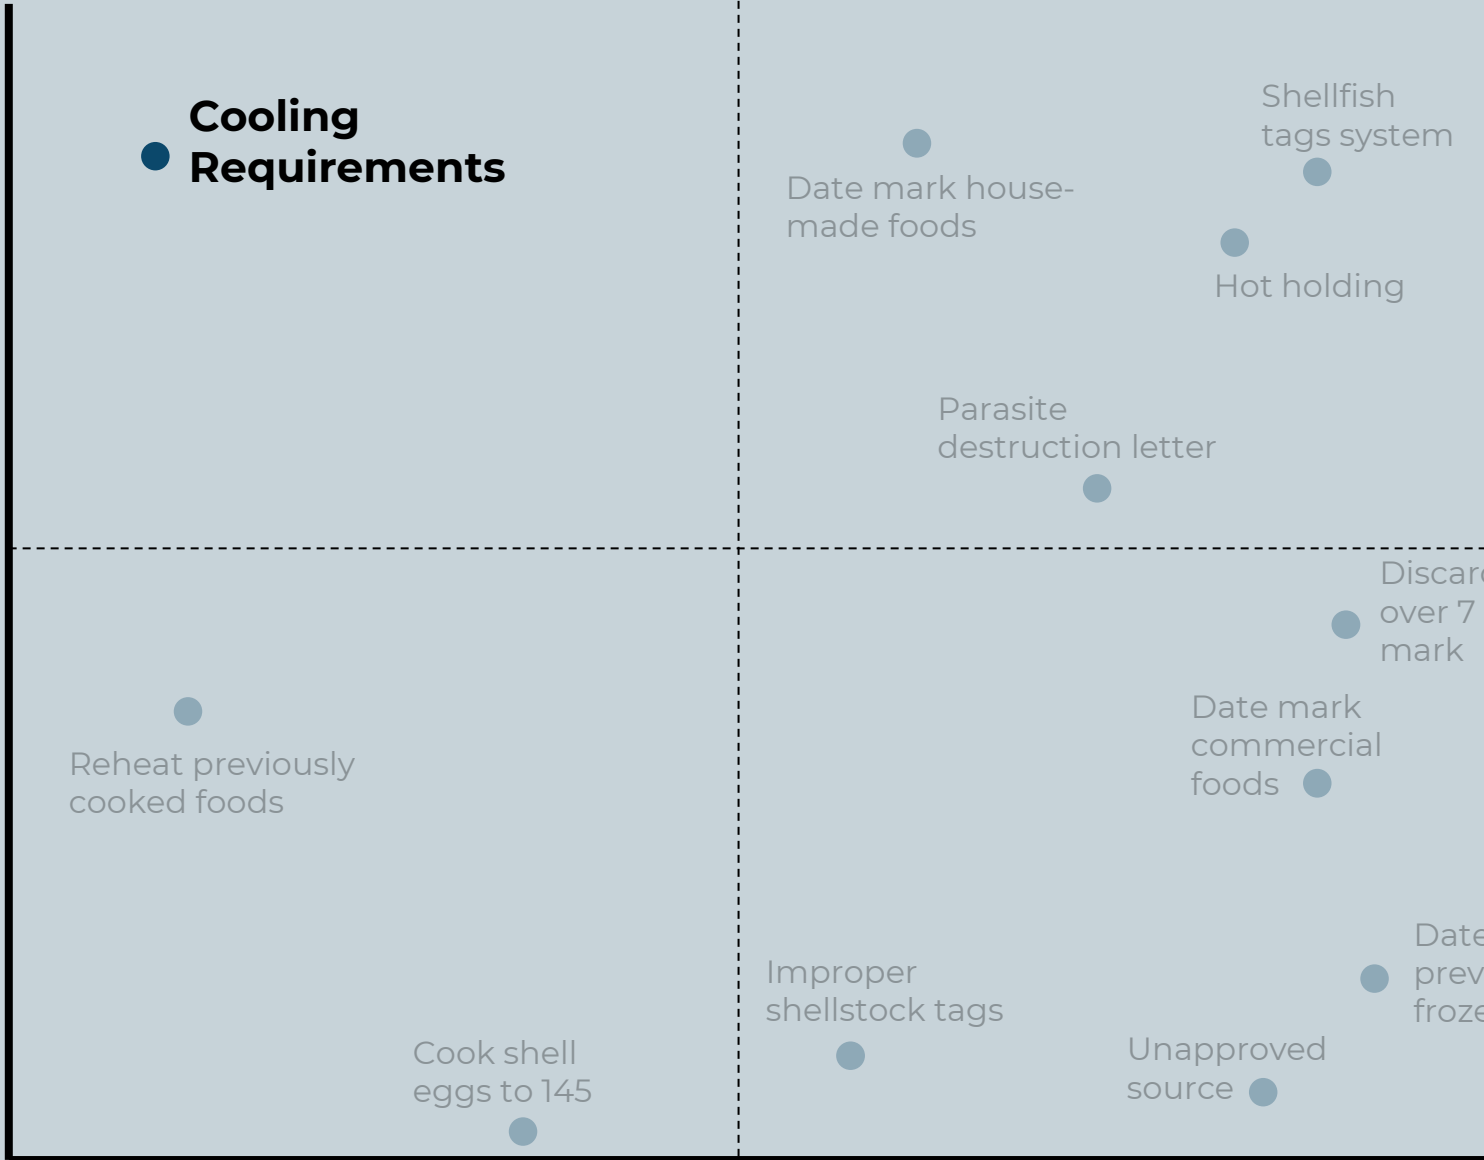 Cooling
Requirements
Shellfish
tags system
Date mark house-
made foods
Hot holding
Parasite
destruction letter
over 7
mark
Date mark
commercial
foods
Reheat previously
cooked foods
Improper
shellstock tags
Cook shell
eggs to 145
Unapproved
source